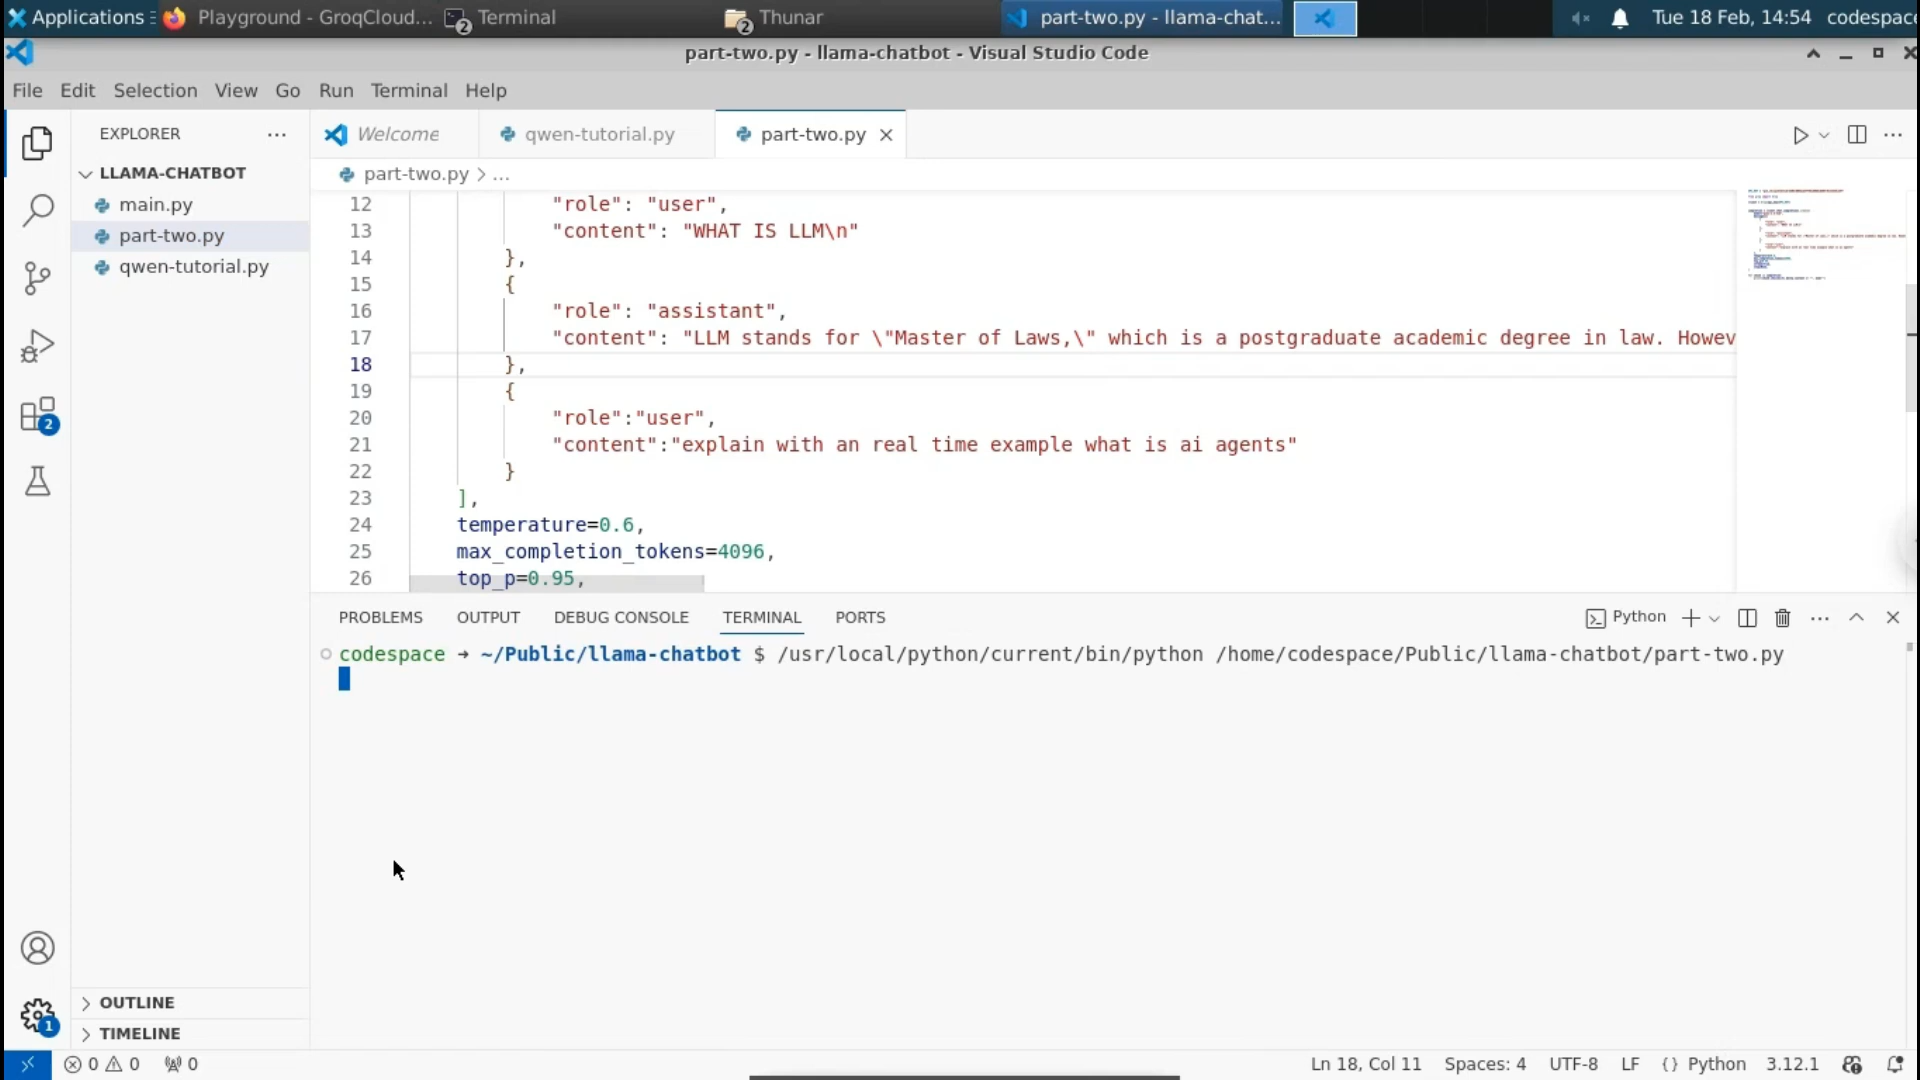 Applications
Playground - GroqCloud...
2
Terminal
2
Thunar
part-two.py - llama-chat...
Tue 18 Feb, 14:54
codespace
part-two.py - llama-chatbot - Visual Studio Code
File Edit Selection View Go Run Terminal Help
EXPLORER
LLAMA-CHATBOT
main.py
part-two.py
qwen-tutorial.py
2
1
OUTLINE
TIMELINE
Welcome
qwen-tutorial.py
part-two.py
part-two.py > ...
12 "role": "user",
13 "content": "WHAT IS LLM\n"
14 },
15 {
16 "role": "assistant",
17 "content": "LLM stands for \"Master of Laws,\" which is a postgraduate academic degree in law. Howev
18 },
19 {
20 "role":"user",
21 "content":"explain with an real time example what is ai agents"
22 }
23 ],
24 temperature=0.6,
25 max_completion_tokens=4096,
26 top_p=0.95,
PROBLEMS OUTPUT DEBUG CONSOLE TERMINAL PORTS
Python
codespace → ~/Public/llama-chatbot $ /usr/local/python/current/bin/python /home/codespace/Public/llama-chatbot/part-two.py
0 0 0
Ln 18, Col 11 Spaces: 4 UTF-8 LF {} Python 3.12.1